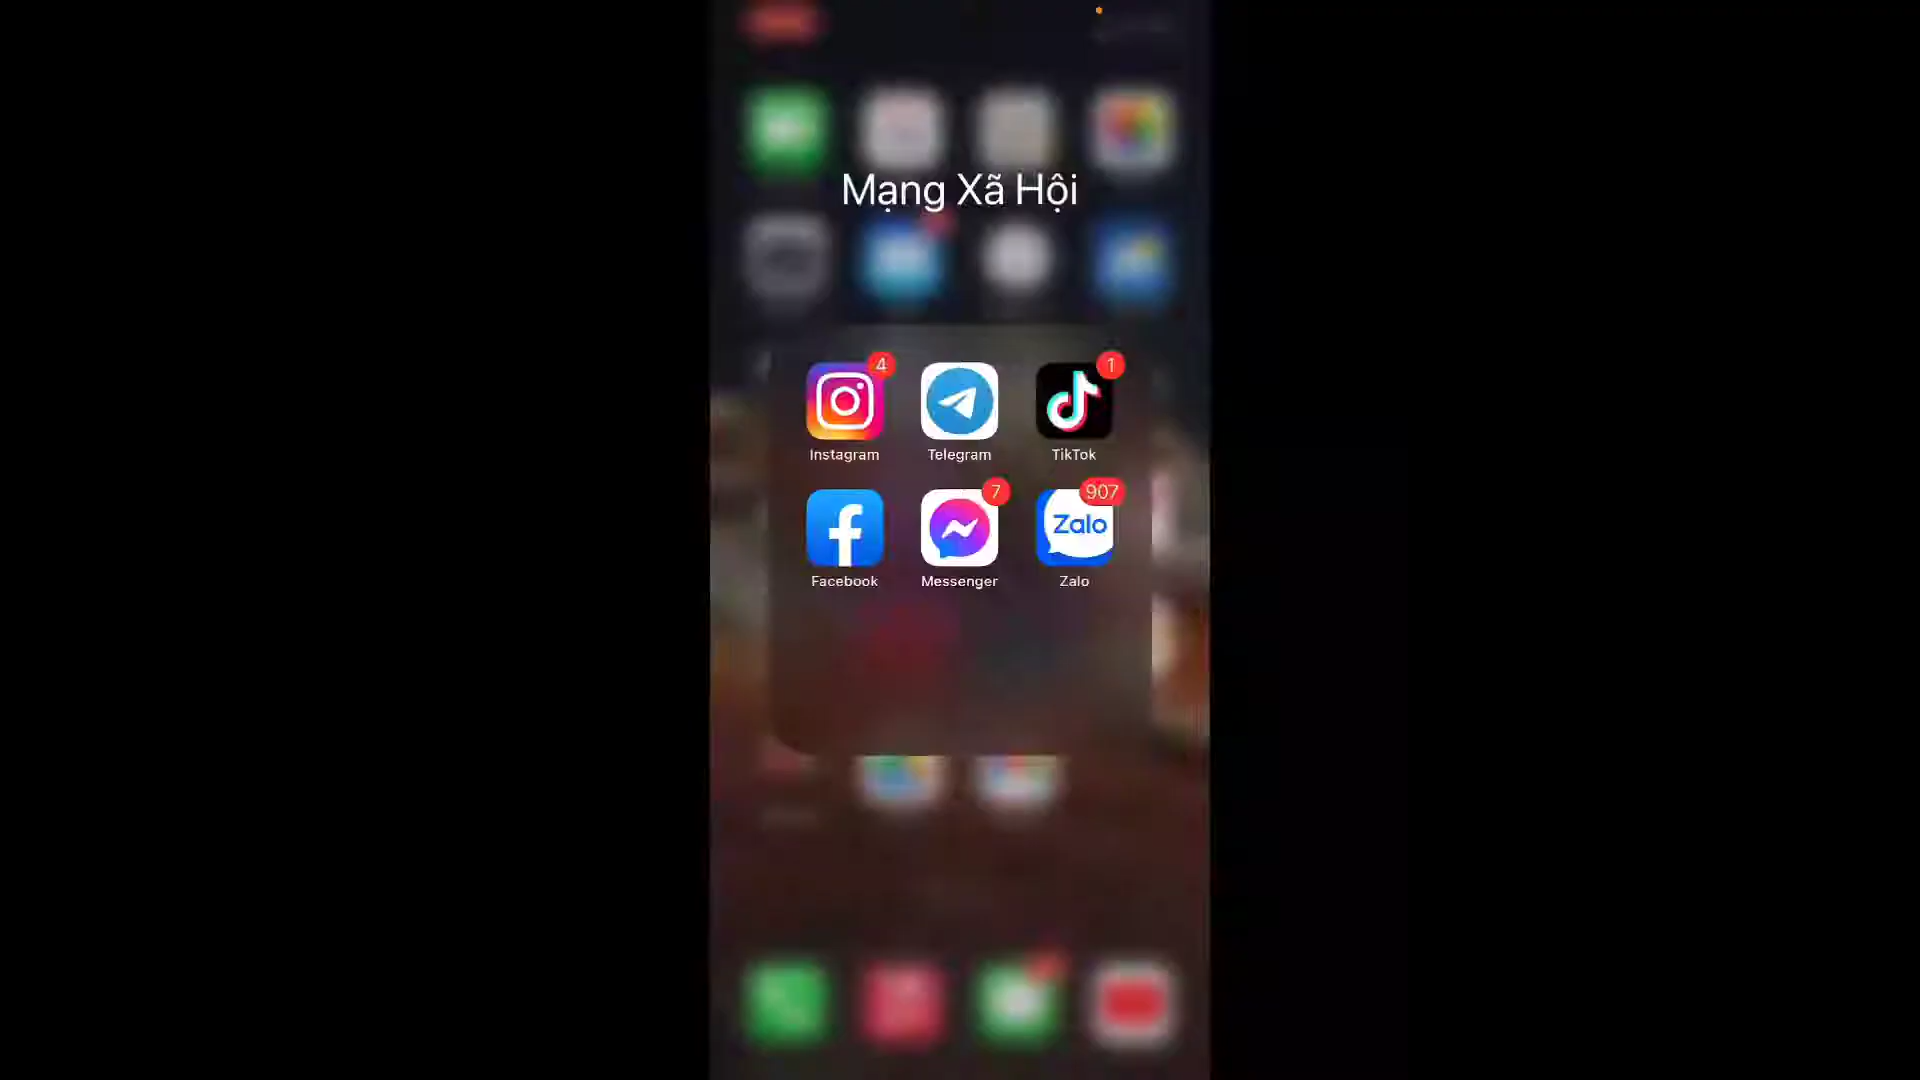 Mạng Xã Hội
4
1
Instagram
Telegram
TikTok
7
907
Zalo
Facebook
Messenger
Zalo